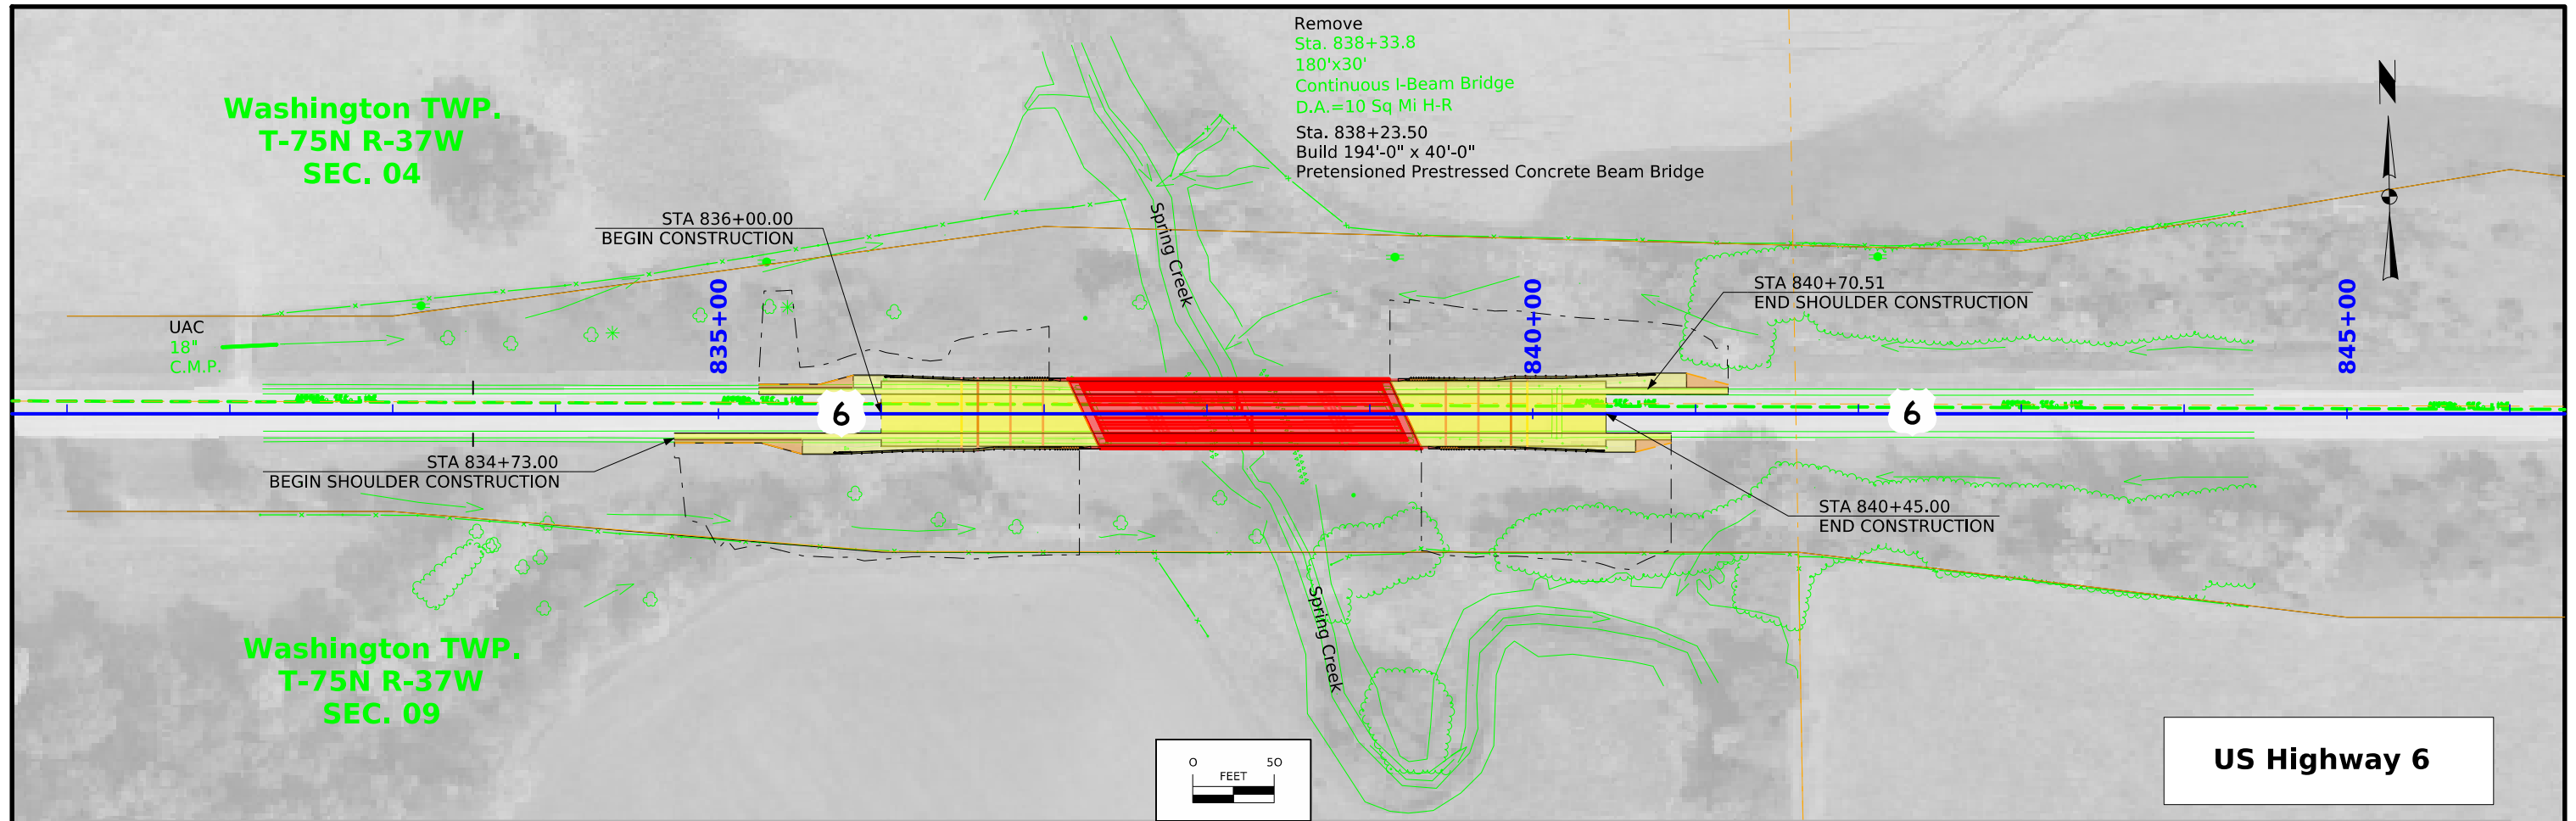 Remove
Sta. 838+33.8
180'x30'
Continuous I-Beam Bridge
D.A.=10 Sq Mi H-R
Sta. 838+23.50
Build 194'-0" x 40'-0"
Pretensioned Prestressed Concrete Beam Bridge
N
Washington TWP.
T-75N R-37W
SEC. 04
STA 836+00.00
BEGIN CONSTRUCTION
Spring Creek
STA 840+70.51
END SHOULDER CONSTRUCTION
835+00
840+00
845+00
UAC
18"
C.M.P.
6
6
STA 834+73.00
BEGIN SHOULDER CONSTRUCTION
STA 840+45.00
END CONSTRUCTION
Spring Creek
Washington TWP.
T-75N R-37W
SEC. 09
0 50
FEET
US Highway 6